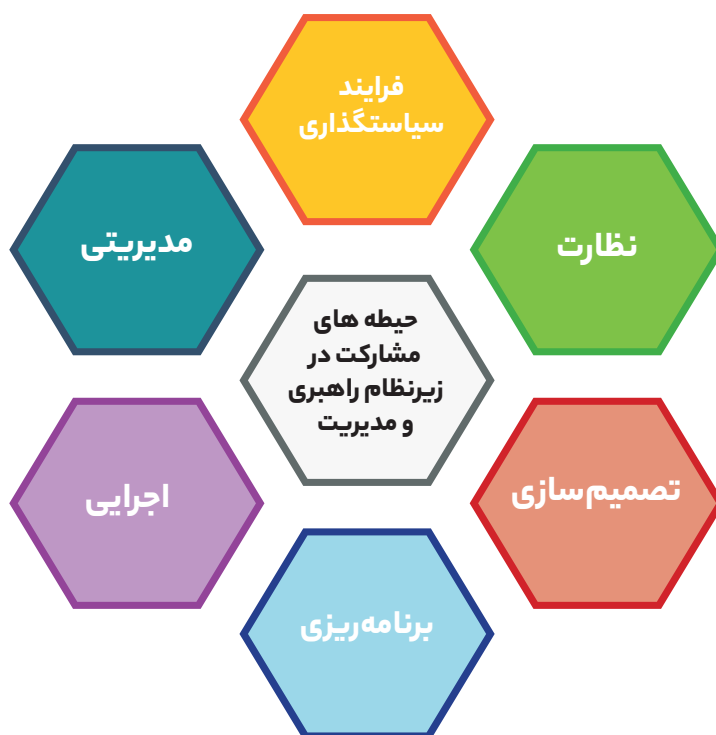 فرایند
سیاستگذاری
نظارت
مدیریتی
حیطه های
مشارکت در
زیرنظام راهبری
و مدیریت
تصمیم‌سازی
اجرایی
برنامه‌ریزی